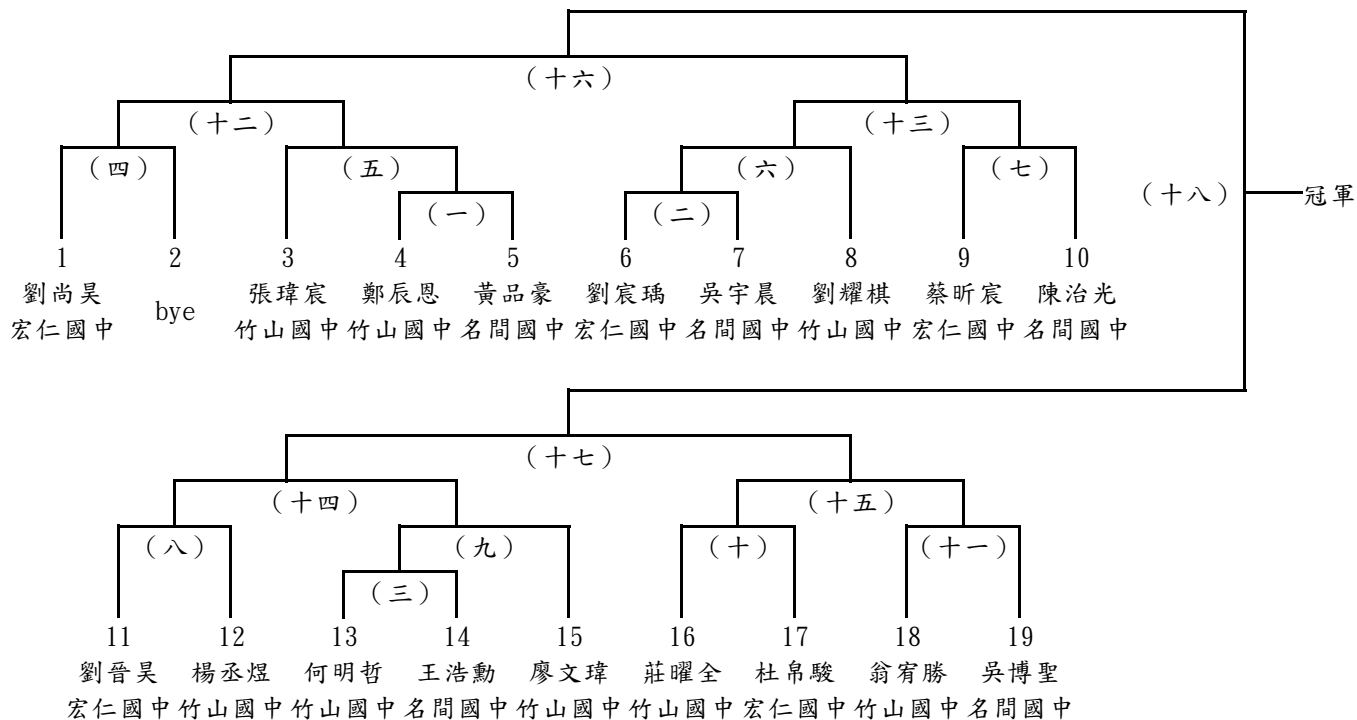 （十六）
（十二） （十三）
（四） （五） （六） （七）
（十八） 冠軍
（一） （二）
1 2 3 4 5 6 7 8 9 10
劉尚昊 bye 張瑋宸 鄭辰恩 黃品豪 劉宸瑀 吳宇晨 劉耀棋 蔡昕宸 陳治光
宏仁國中 竹山國中 竹山國中 名間國中 宏仁國中 名間國中 竹山國中 宏仁國中 名間國中
（十七）
（十四） （十五）
（八） （九） （十） （十一）
（三）
11 12 13 14 15 16 17 18 19
劉晉昊 楊丞煜 何明哲 王浩勳 廖文瑋 莊曜全 杜帛駿 翁宥勝 吳博聖
宏仁國中 竹山國中 竹山國中 名間國中 竹山國中 竹山國中 宏仁國中 竹山國中 名間國中